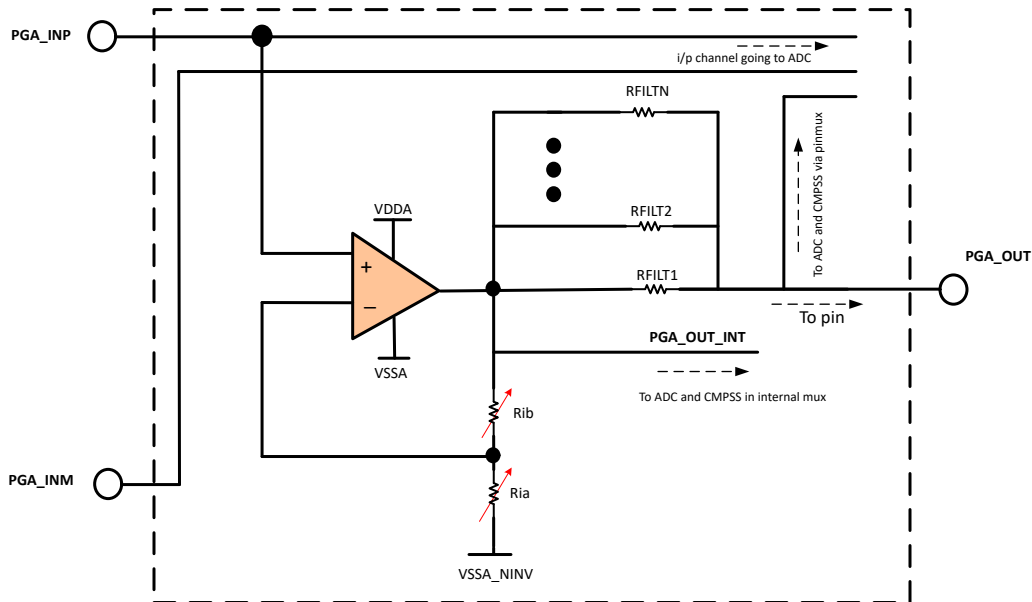 PGA_INP
i/p channel going to ADC
RFILTN
To ADC and CMPSS via pinmux
VDDA
RFILT2
PGA_OUT
+
RFILT1
−
To pin
PGA_OUT_INT
VSSA
To ADC and CMPSS in internal mux
Rib
PGA_INM
Ria
VSSA_NINV